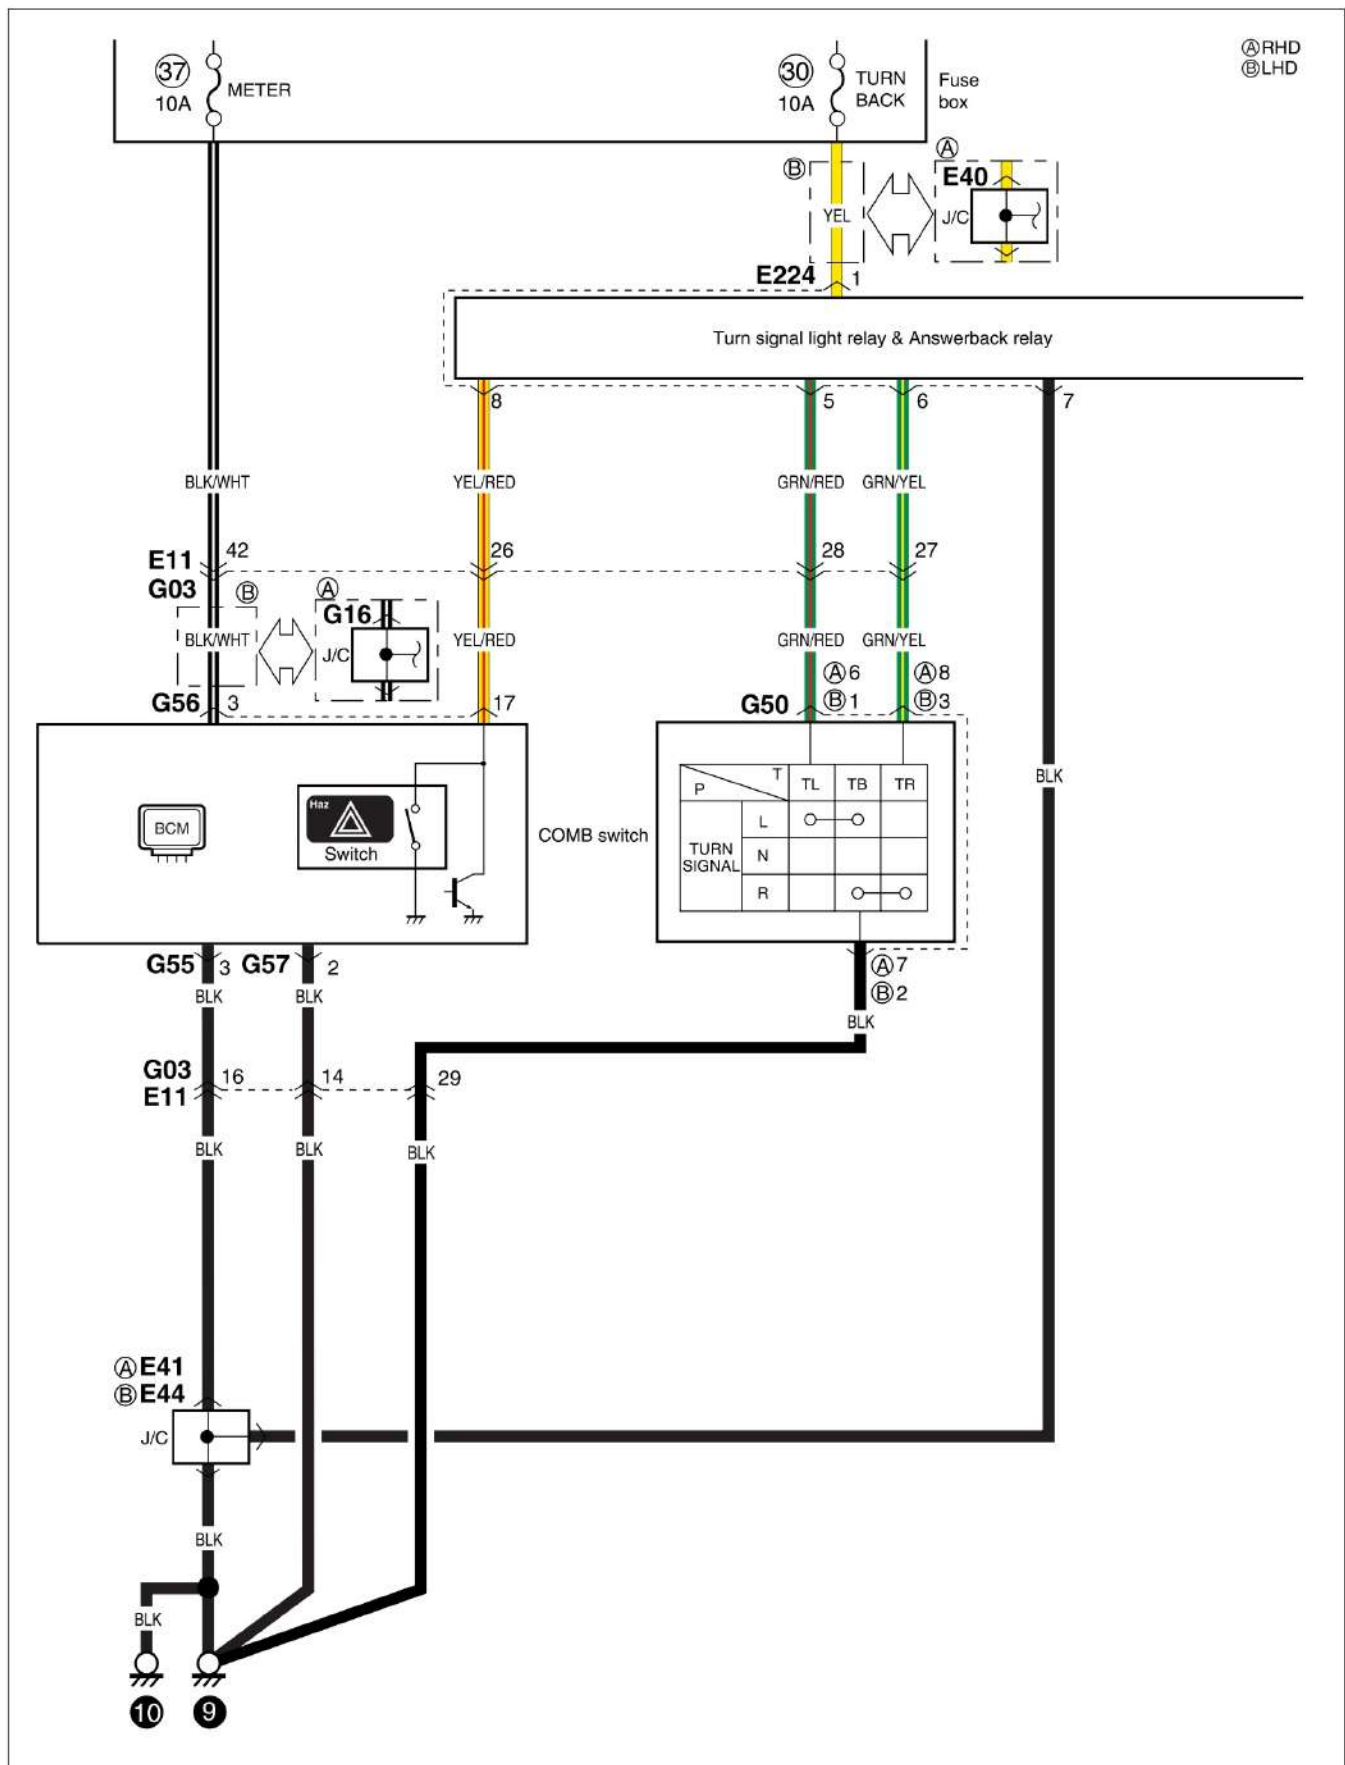 ⒶRHD
ⒷLHD
37
10A
METER
30
10A
TURN
BACK
Fuse
box
Ⓑ
YEL
Ⓐ
E40
J/C
E224
1
Turn signal light relay & Answerback relay
8
5
6
7
BLK/WHT
YEL/RED
GRN/RED
GRN/YEL
E11
42
26
28
27
G03
Ⓑ
Ⓐ
G16
BLK/WHT
J/C
YEL/RED
GRN/RED
GRN/YEL
Ⓐ6
Ⓐ8
G56
3
17
G50
Ⓑ1
Ⓑ3
BLK
BCM
Haz
Switch
COMB switch
T
P
TL
TB
TR
TURN
SIGNAL
L
N
R
G55
3
G57
2
Ⓐ7
Ⓑ2
BLK
BLK
BLK
G03
16
14
29
E11
BLK
BLK
BLK
ⒶE41
ⒷE44
J/C
BLK
BLK
10
9